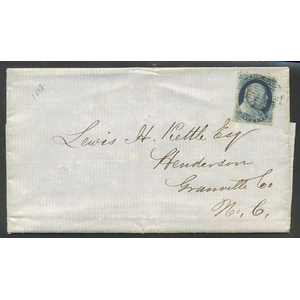 Lewis H. Kittle Esq
Henderson
Granville Co
N. C.